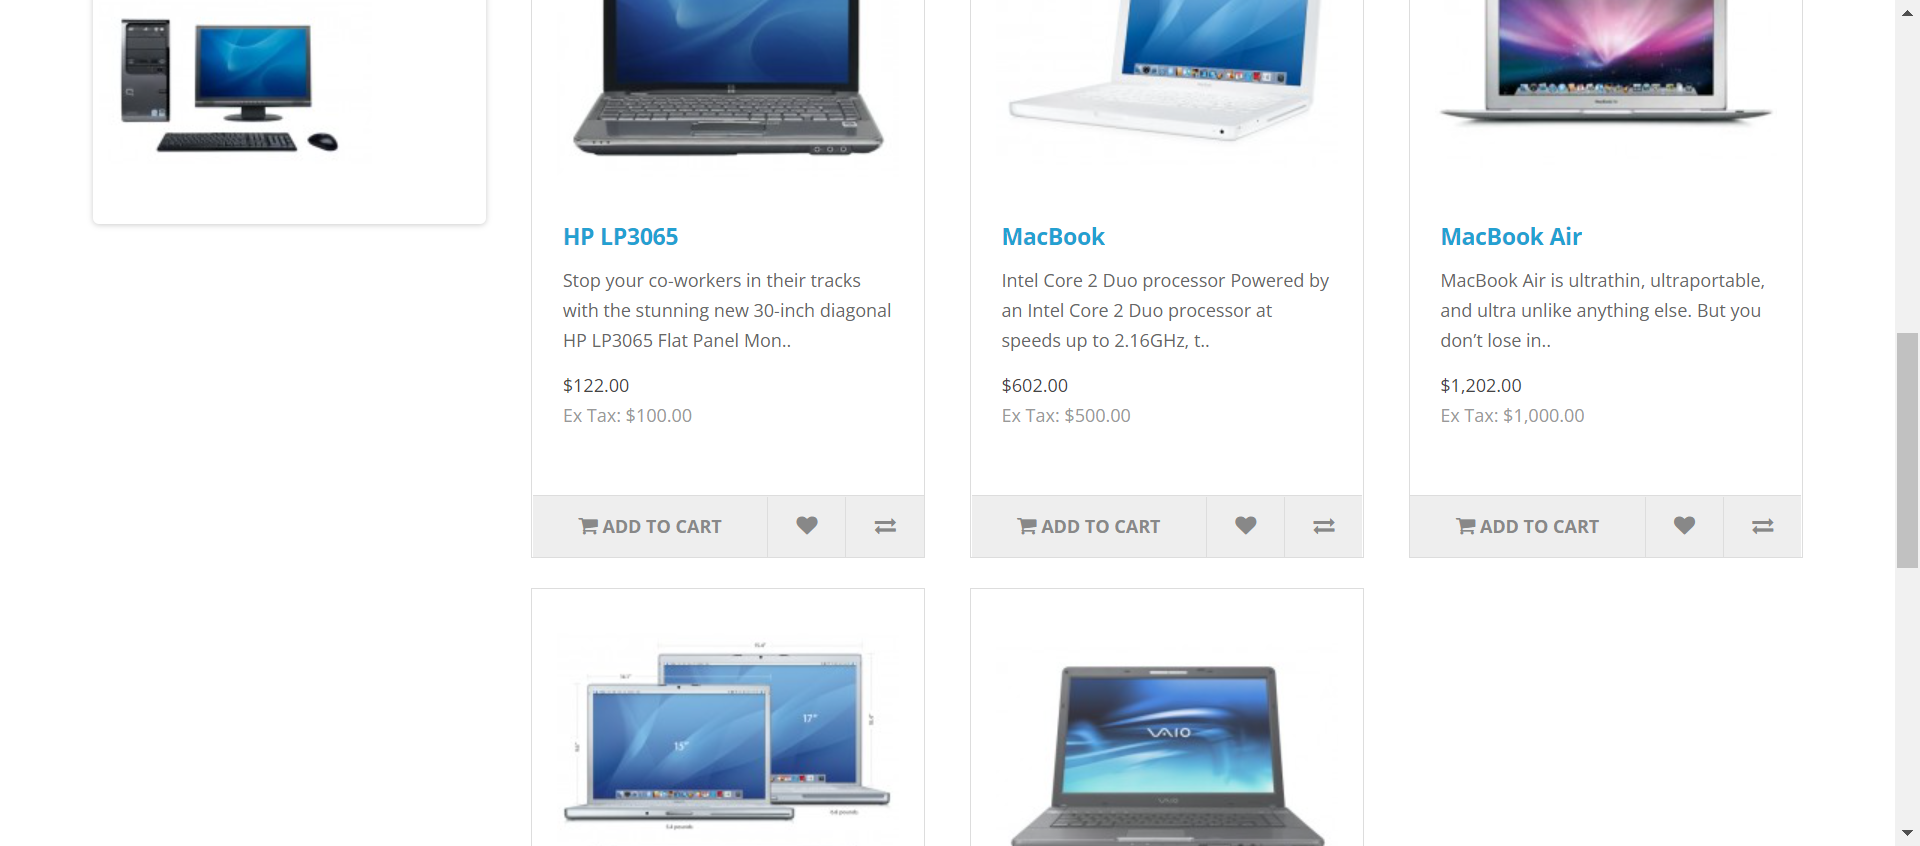 HP LP3065
Stop your co-workers in their tracks
with the stunning new 30-inch diagonal
HP LP3065 Flat Panel Mon..
$122.00
Ex Tax: $100.00
ADD TO CART
MacBook
Intel Core 2 Duo processor Powered by
an Intel Core 2 Duo processor at
speeds up to 2.16GHz, t..
$602.00
Ex Tax: $500.00
ADD TO CART
MacBook Air
MacBook Air is ultrathin, ultraportable,
and ultra unlike anything else. But you
don’t lose in..
$1,202.00
Ex Tax: $1,000.00
ADD TO CART
17"
15"
VAIO
VAIO